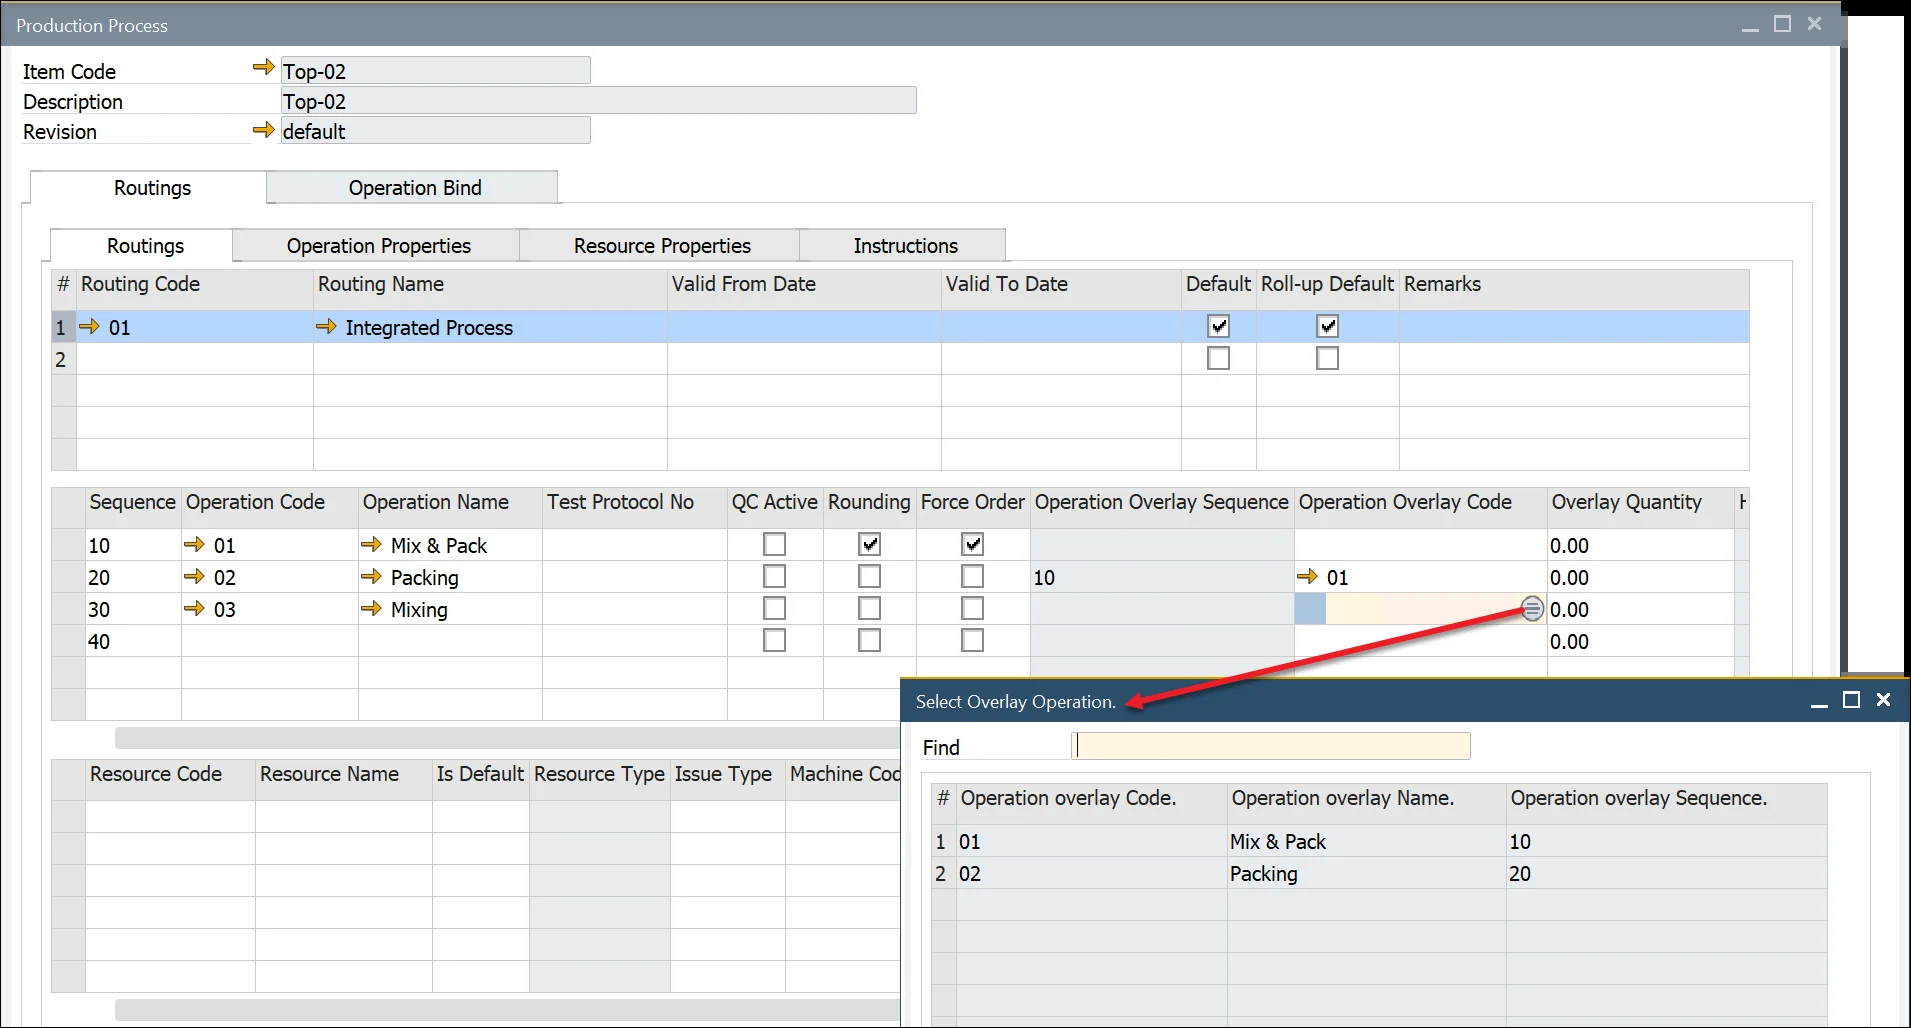 Production Process
Item Code Top-02
Description Top-02
Revision default
Routings Operation Bind
Routings Operation Properties Resource Properties Instructions
# Routing Code Routing Name Valid From Date Valid To Date Default Roll-up Default Remarks
1 01 Integrated Process
2
Sequence Operation Code Operation Name Test Protocol No QC Active Rounding Force Order Operation Overlay Sequence Operation Overlay Code Overlay Quantity
10 01 Mix & Pack 0.00
20 02 Packing 10 01 0.00
30 03 Mixing 0.00
40 0.00
Select Overlay Operation.
Find
Resource Code Resource Name Is Default Resource Type Issue Type Machine Cod
# Operation overlay Code. Operation overlay Name. Operation overlay Sequence.
1 01 Mix & Pack 10
2 02 Packing 20